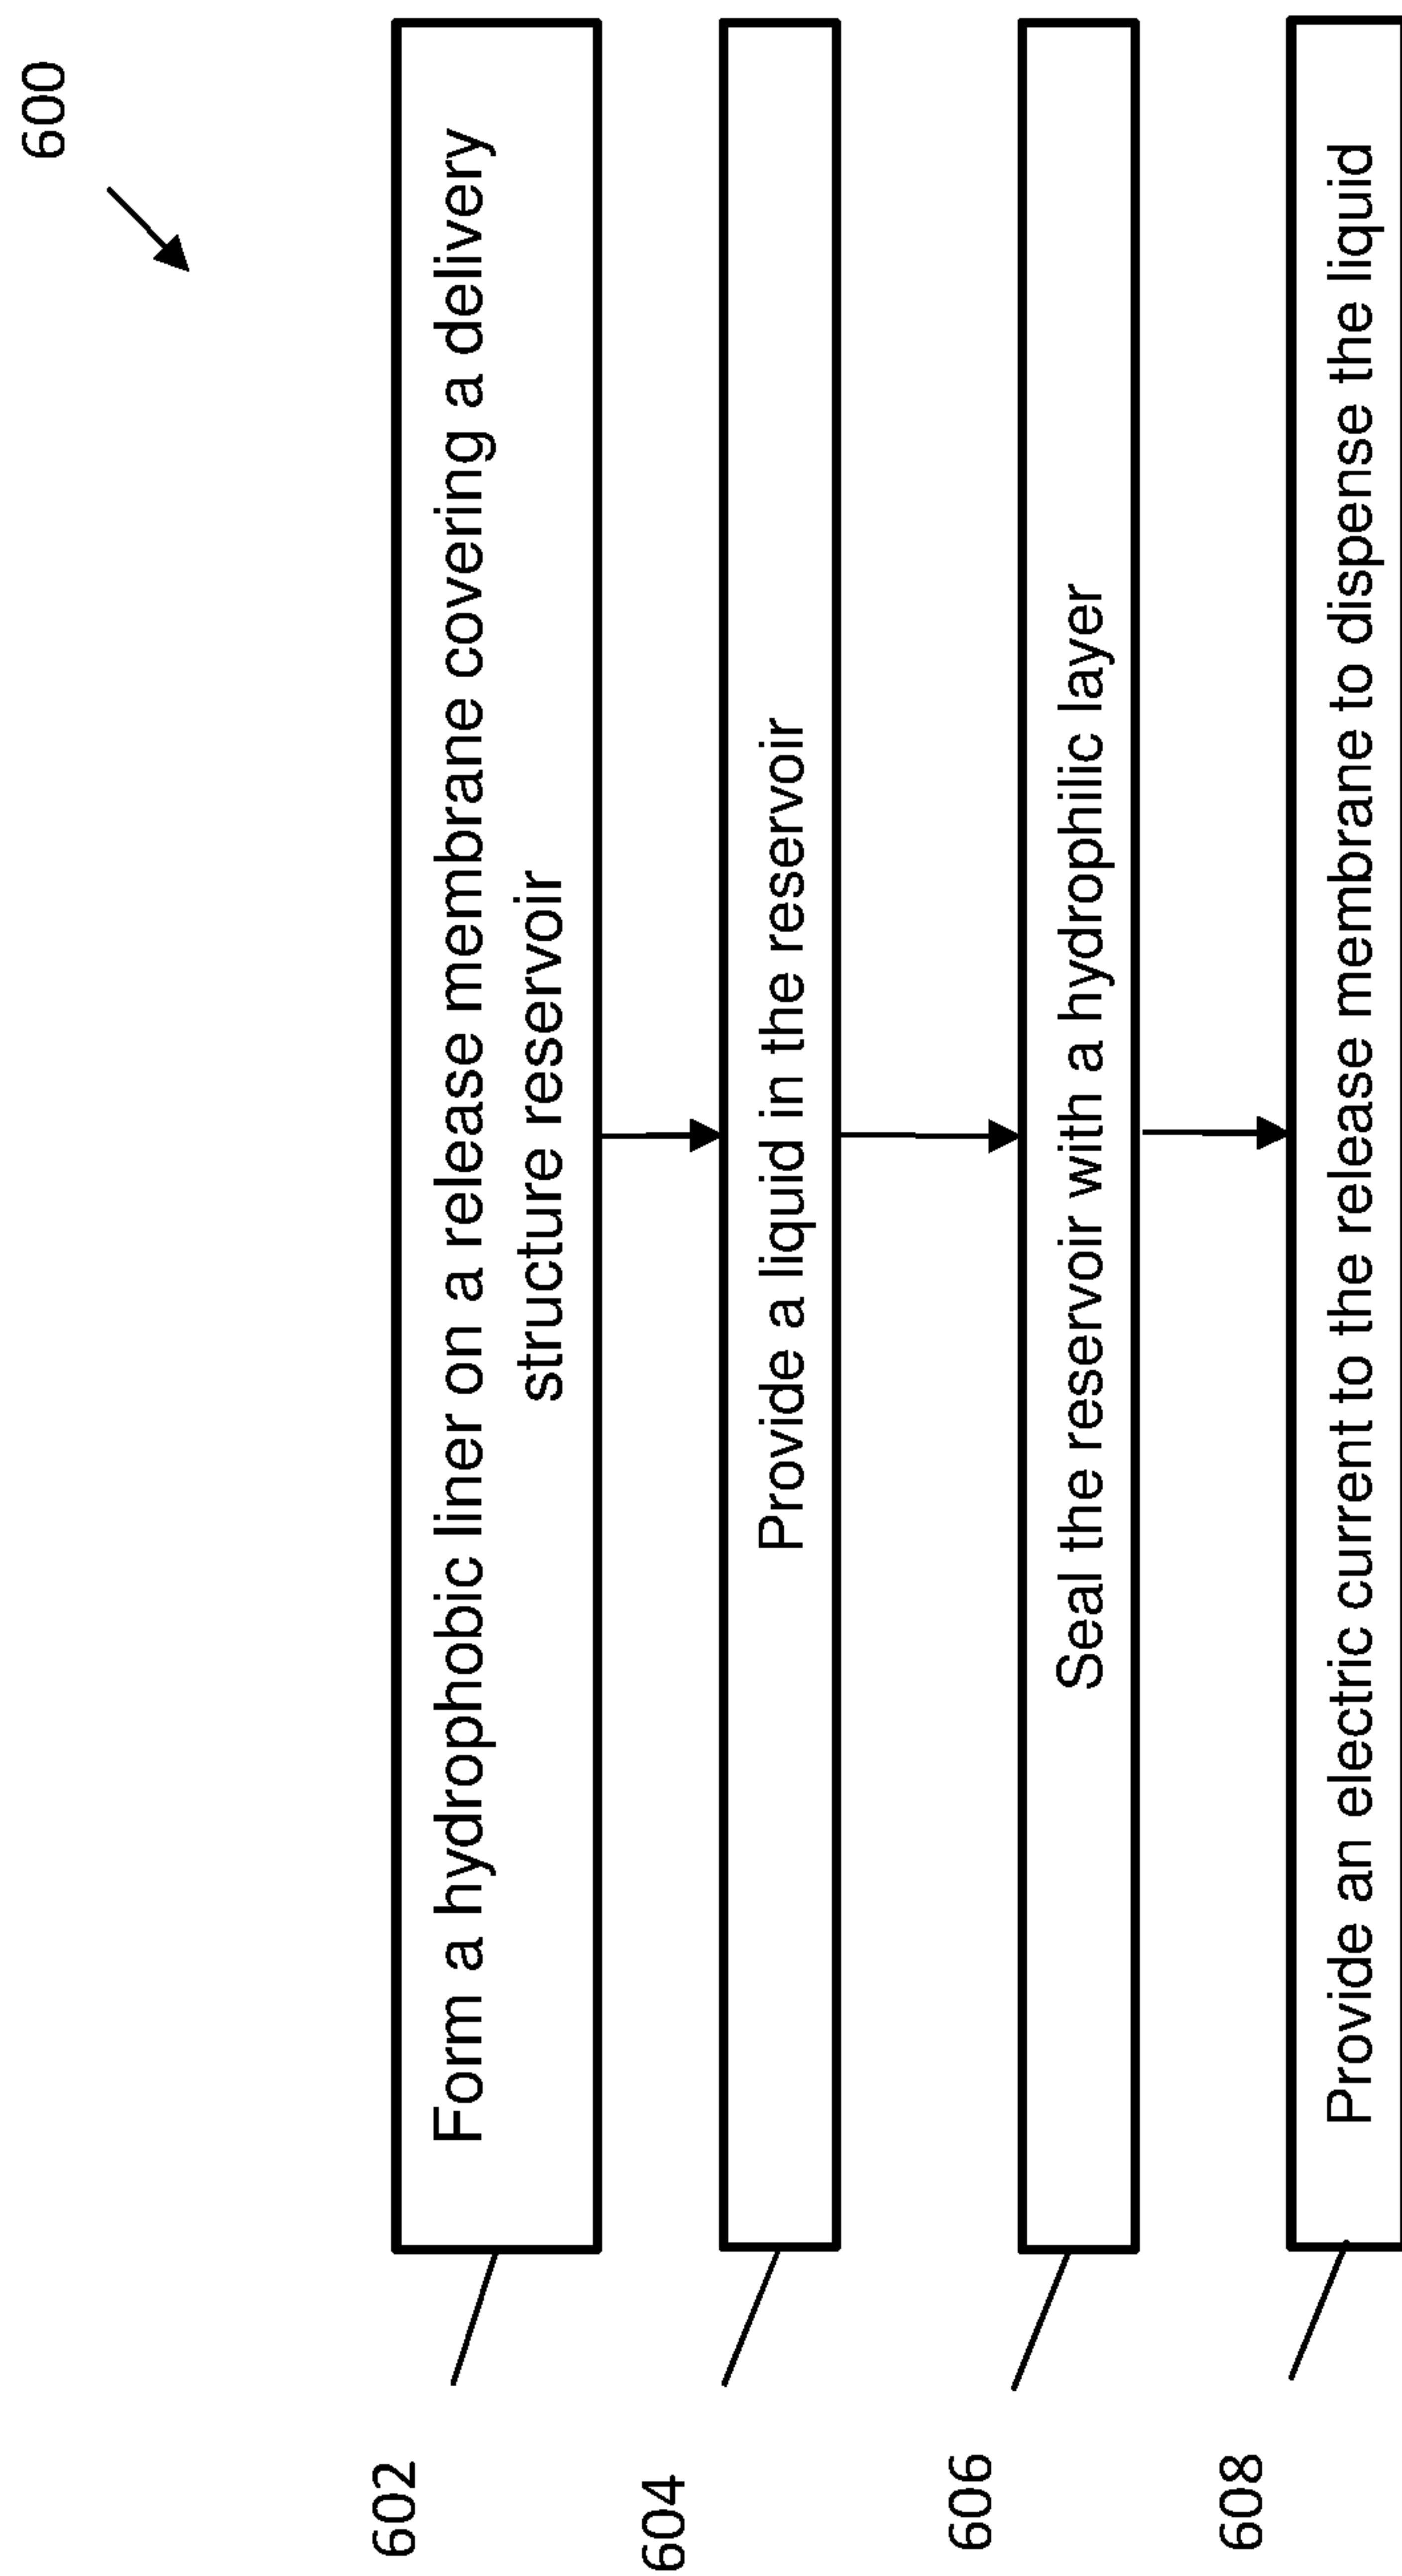 600
602
Form a hydrophobic liner on a release membrane covering a delivery
structure reservoir
604
Provide a liquid in the reservoir
606
Seal the reservoir with a hydrophilic layer
608
Provide an electric current to the release membrane to dispense the liquid